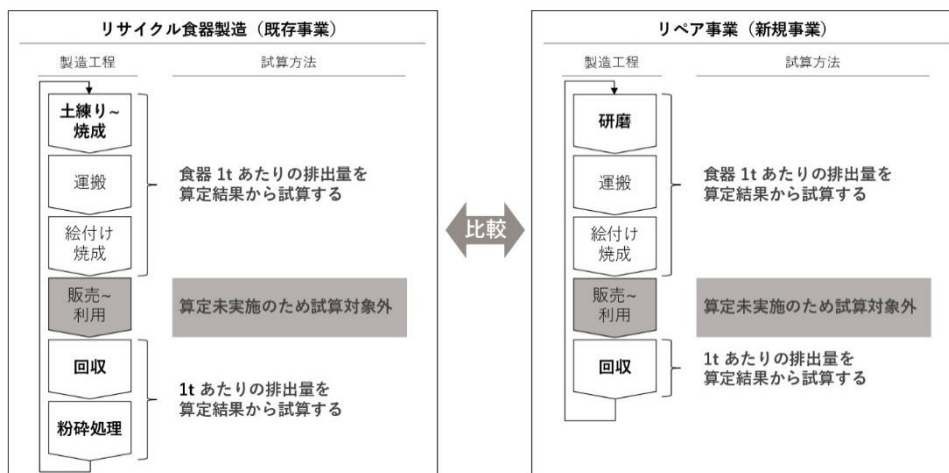 リサイクル食器製造（既存事業）
製造工程
試算方法
土練り~
焼成
運搬
絵付け
焼成
食器 1t あたりの排出量を
算定結果から試算する
販売~
利用
算定未実施のため試算対象外
回収
粉砕処理
1t あたりの排出量を
算定結果から試算する
比較
リペア事業（新規事業）
製造工程
試算方法
研磨
運搬
絵付け
焼成
食器 1t あたりの排出量を
算定結果から試算する
販売~
利用
算定未実施のため試算対象外
回収
1t あたりの排出量を
算定結果から試算する